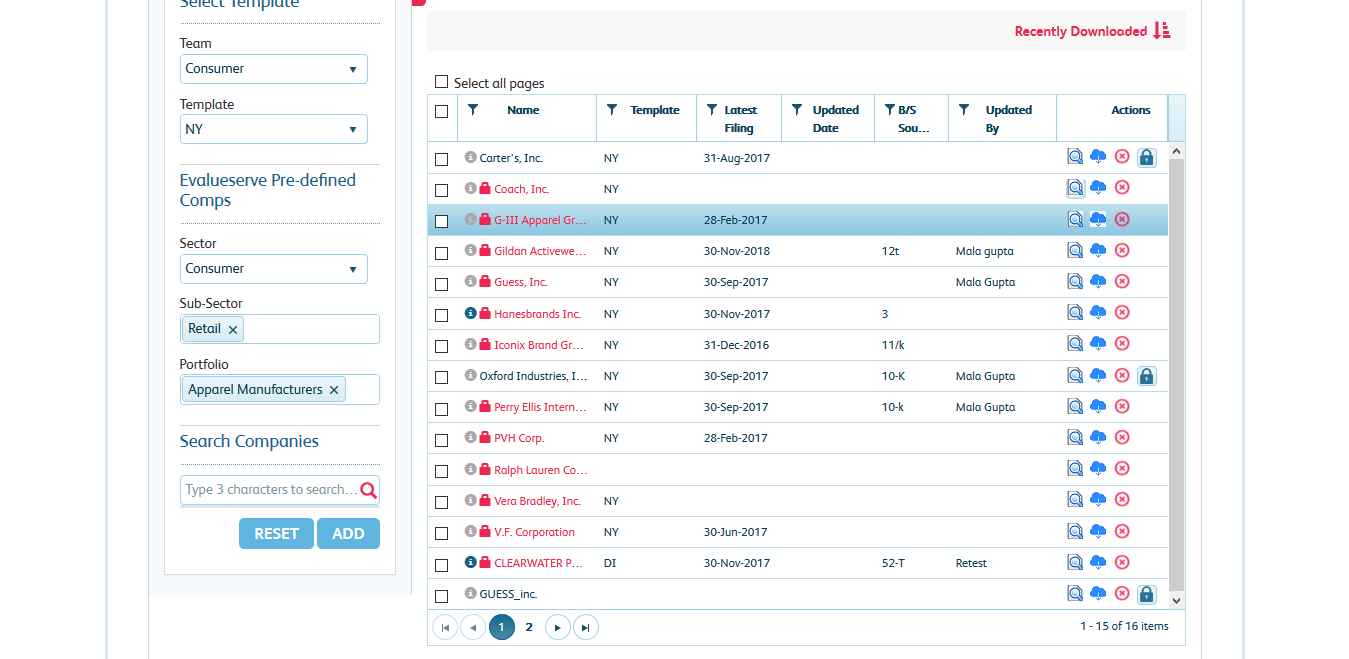 Select Template
Team
Consumer
Template
NY
Evalueserve Pre-defined
Comps
Sector
Consumer
Sub-Sector
Retail
Portfolio
Apparel Manufacturers
Search Companies
Type 3 characters to search...
RESET ADD
Recently Downloaded
Select all pages
Name Template Latest Filing Updated Date B/S Sou... Updated By Actions
Carter's, Inc. NY 31-Aug-2017
Coach, Inc. NY
G-III Apparel Gr... NY 28-Feb-2017
Gildan Activewe... NY 30-Nov-2018 12t Mala gupta
Guess, Inc. NY 30-Sep-2017 Mala Gupta
Hanesbrands Inc. NY 30-Nov-2017 3
Iconix Brand Gr... NY 31-Dec-2016 11/k
Oxford Industries, I... NY 30-Sep-2017 10-K Mala Gupta
Perry Ellis Intern... NY 30-Sep-2017 10-k Mala Gupta
PVH Corp. NY 28-Feb-2017
Ralph Lauren Co...
Vera Bradley, Inc. NY
V.F. Corporation NY 30-Jun-2017
CLEARWATER P... DI 30-Nov-2017 52-T Retest
GUESS_inc.
1 2 1 - 15 of 16 items